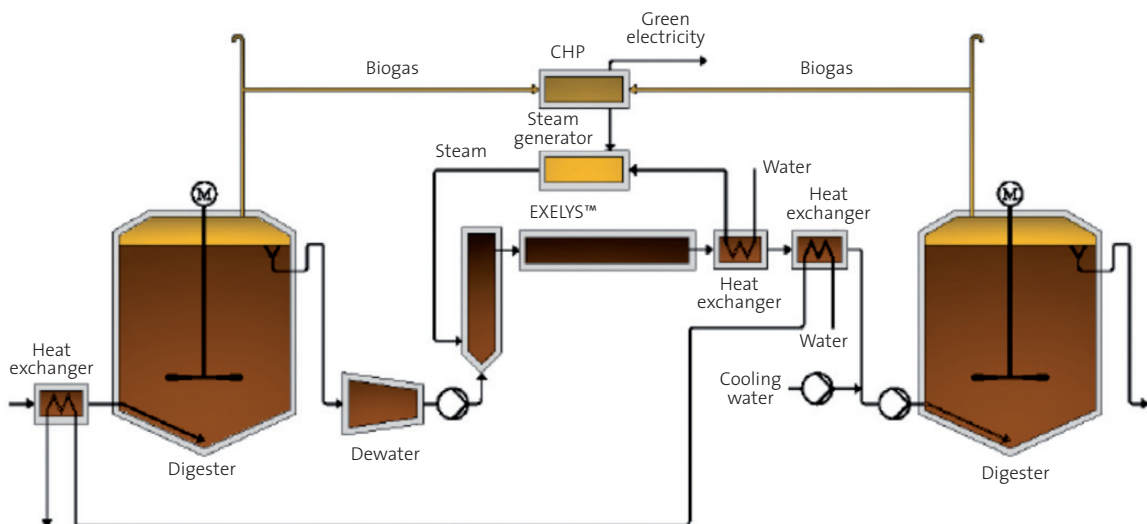 Green
electricity
CHP
Biogas
Biogas
Steam
generator
Steam
Water
Heat
exchanger
EXELYS™
M
M
Heat
exchanger
Heat
exchanger
Water
Cooling
water
Dewater
Digester
Digester